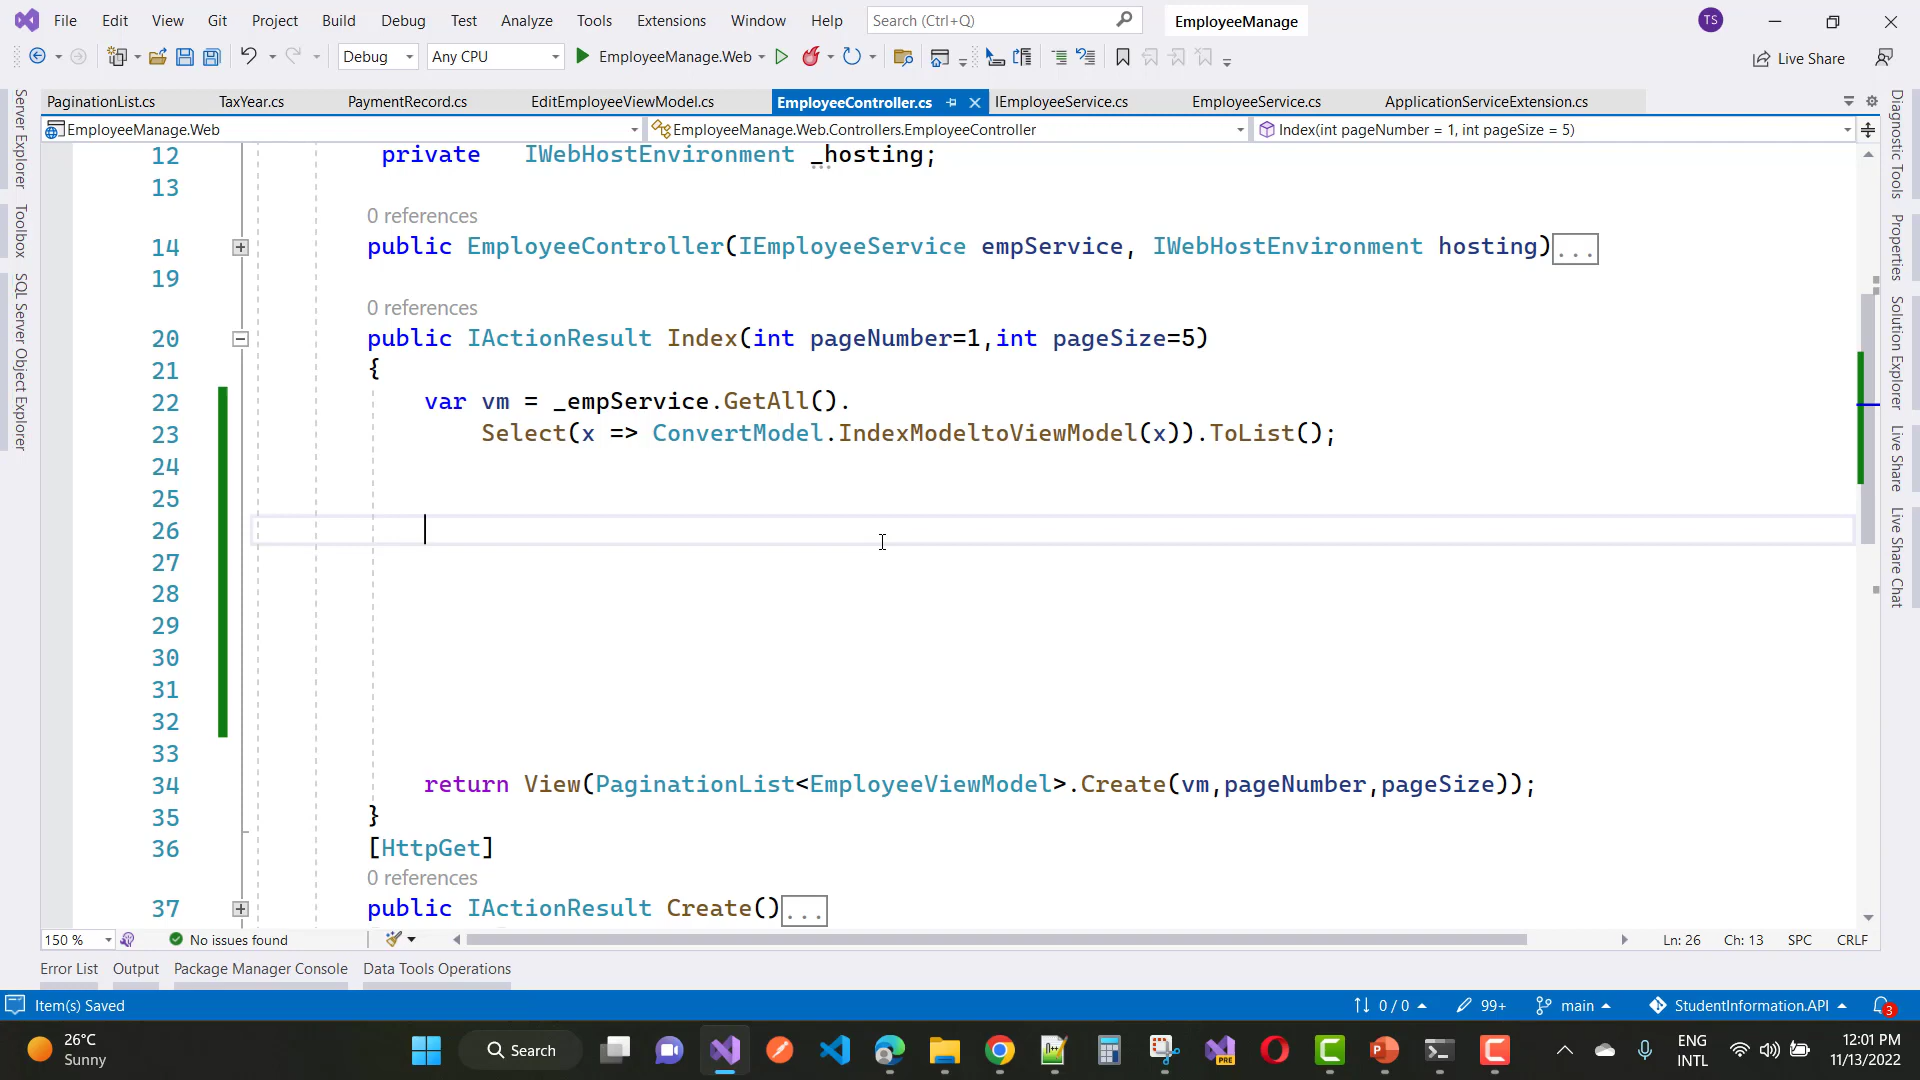 File Edit View Git Project Build Debug Test Analyze Tools Extensions Window Help Search (Ctrl+Q) EmployeeManage TS
Debug Any CPU EmployeeManage.Web Live Share
PaginationList.cs TaxYear.cs PaymentRecord.cs EditEmployeeViewModel.cs EmployeeController.cs IEmployeeService.cs EmployeeService.cs ApplicationServiceExtension.cs
EmployeeManage.Web EmployeeManage.Web.Controllers.EmployeeController Index(int pageNumber = 1, int pageSize = 5)
Server Explorer
Toolbox
SQL Server Object Explorer
12 private IWebHostEnvironment _hosting;
13
0 references
14 public EmployeeController(IEmployeeService empService, IWebHostEnvironment hosting)...
19
0 references
20 public IActionResult Index(int pageNumber=1,int pageSize=5)
21 {
22 var vm = _empService.GetAll().
23 Select(x => ConvertModel.IndexModeltoViewModel(x)).ToList();
24
25
26
27
28
29
30
31
32
33
34 return View(PaginationList<EmployeeViewModel>.Create(vm,pageNumber,pageSize));
35 }
36 [HttpGet]
0 references
37 public IActionResult Create()...
Diagnostic Tools
Properties
Solution Explorer
Live Share
Live Share Chat
150 % No issues found Ln: 26 Ch: 13 SPC CRLF
Error List Output Package Manager Console Data Tools Operations
Item(s) Saved 0 / 0 99+ main StudentInformation.API 3
26°C
Sunny
Search
PRE
ENG
INTL
12:01 PM
11/13/2022